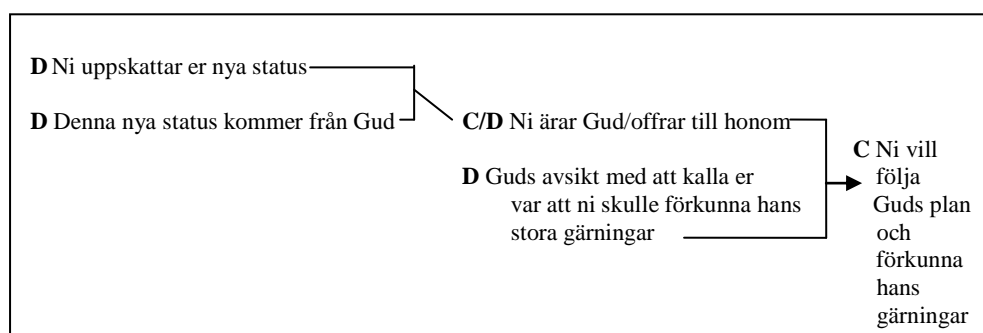 D Ni uppskattar er nya status
D Denna nya status kommer från Gud
C/D Ni ärar Gud/offrar till honom
D Guds avsikt med att kalla er
var att ni skulle förkunna hans
stora gärningar
C Ni vill
följa
Guds plan
och
förkunna
hans
gärningar